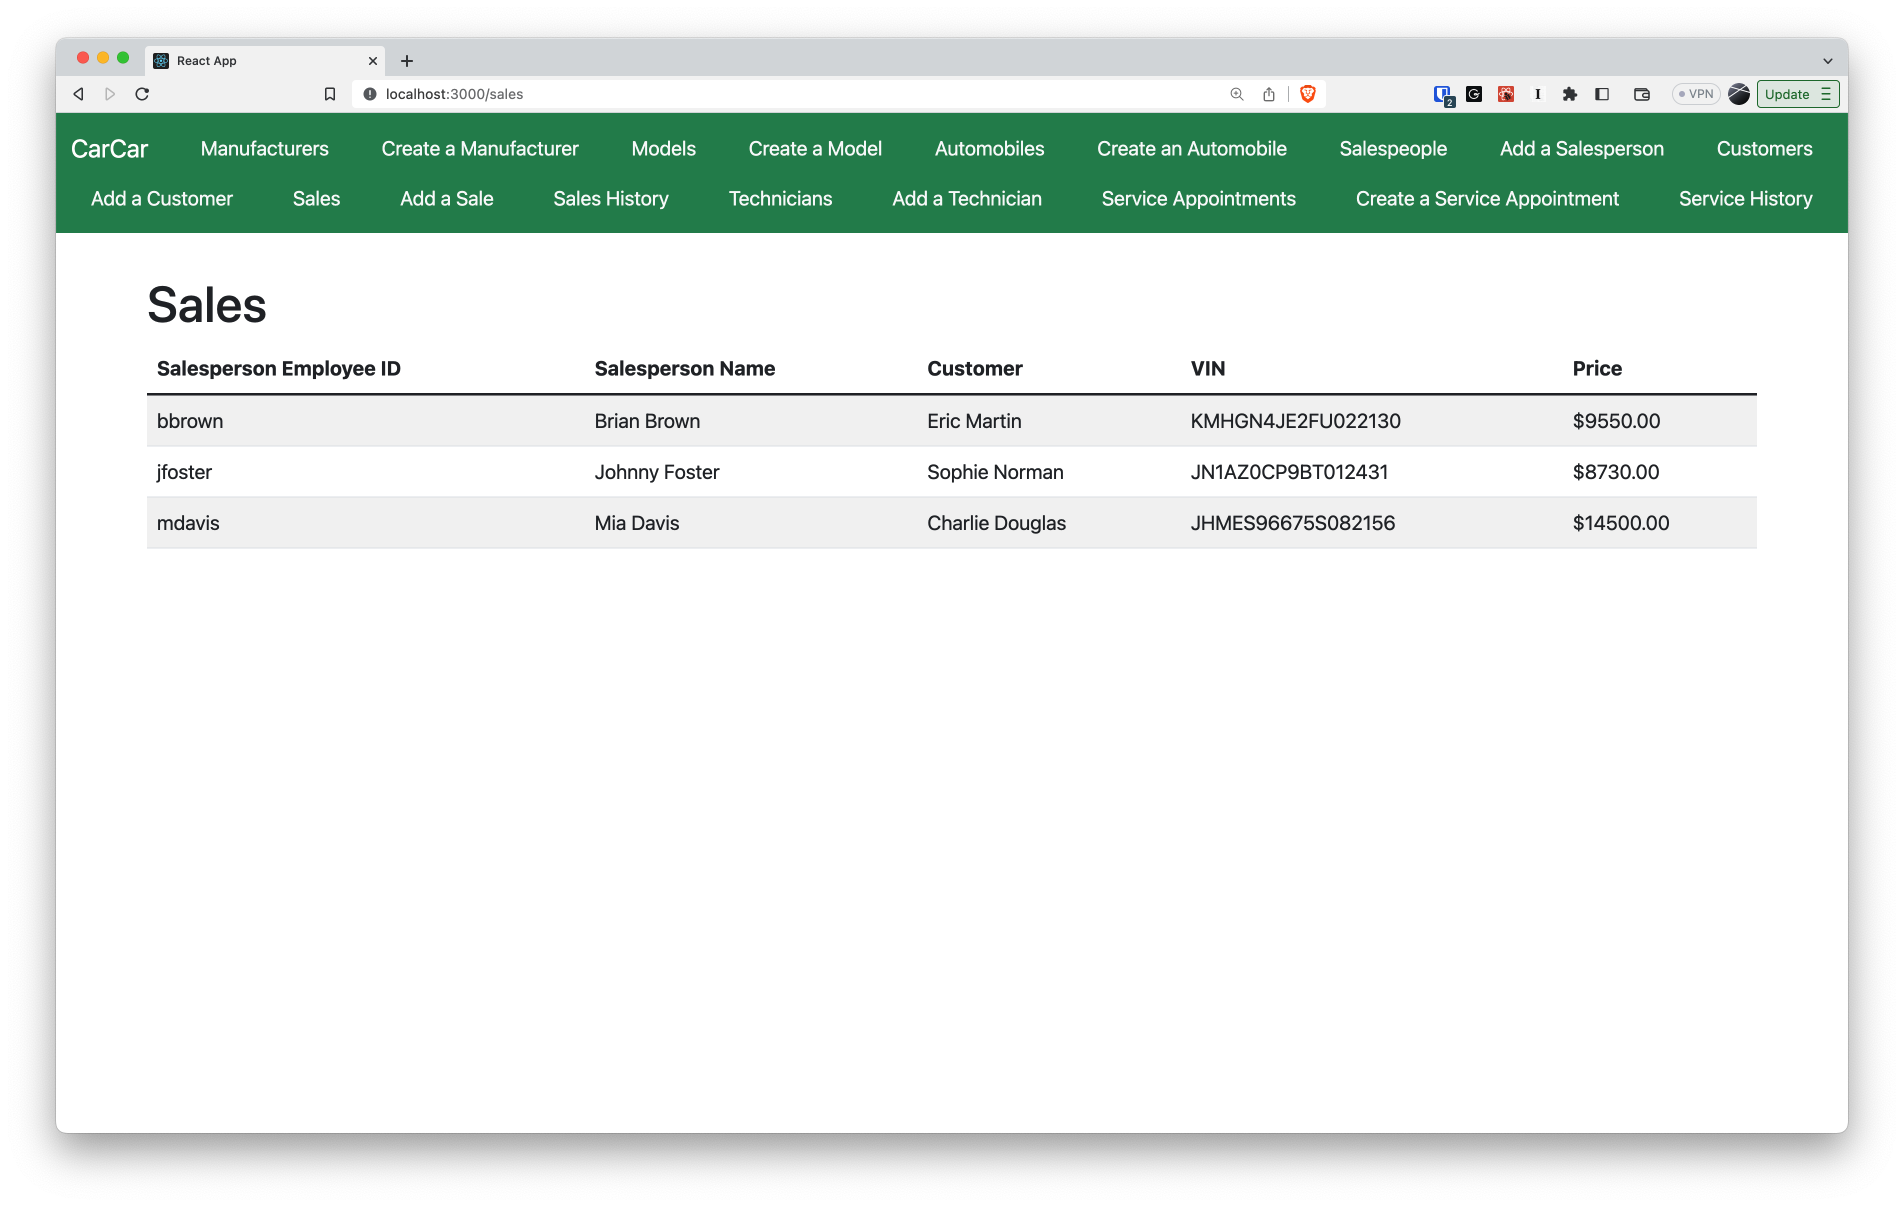 React App
localhost:3000/sales
2
G
I
VPN
Update
CarCar Manufacturers Create a Manufacturer Models Create a Model Automobiles Create an Automobile Salespeople Add a Salesperson Customers
Add a Customer Sales Add a Sale Sales History Technicians Add a Technician Service Appointments Create a Service Appointment Service History
Sales
Salesperson Employee ID Salesperson Name Customer VIN Price
bbrown Brian Brown Eric Martin KMHGN4JE2FU022130 $9550.00
jfoster Johnny Foster Sophie Norman JN1AZ0CP9BT012431 $8730.00
mdavis Mia Davis Charlie Douglas JHMES96675S082156 $14500.00